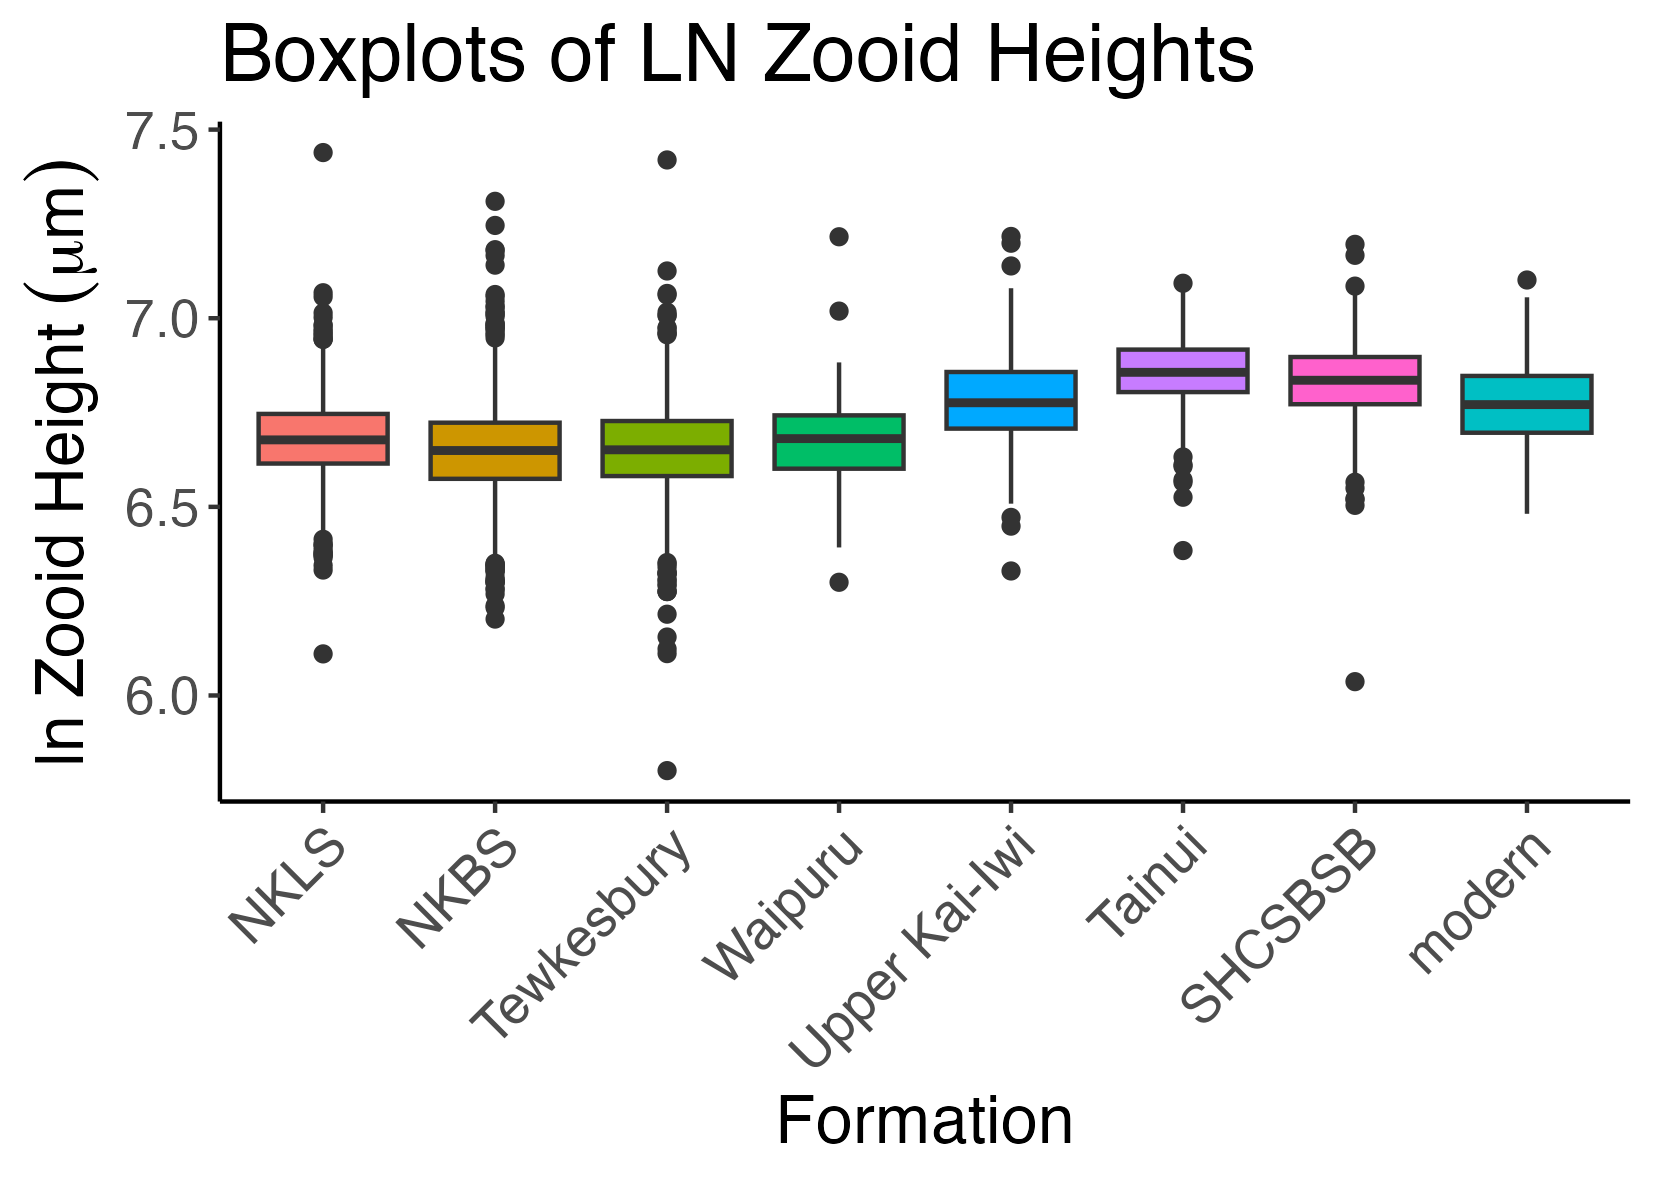 Boxplots of LN Zooid Heights
ln Zooid Height (μm)
7.5
7.0
6.5
6.0
NKLS
NKBS
Tewkesbury
Waipuru
Upper Kai-Iwi
Tainui
SHCSBSB
modern
Formation